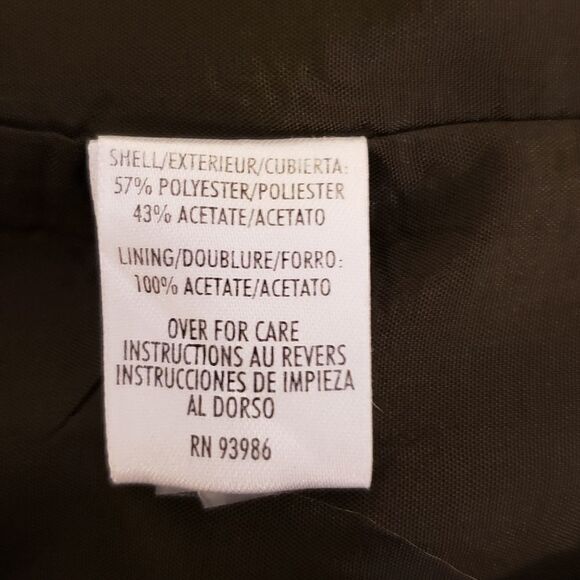 SHELL/EXTERIEUR/CUBIERTA:
57% POLYESTER/POLIESTER
43% ACETATE/ACETATO
LINING/DOUBLURE/FORRO:
100% ACETATE/ACETATO
OVER FOR CARE
INSTRUCTIONS AU REVERS
INSTRUCCIONES DE IMPIEZA
AL DORSO
RN 93986